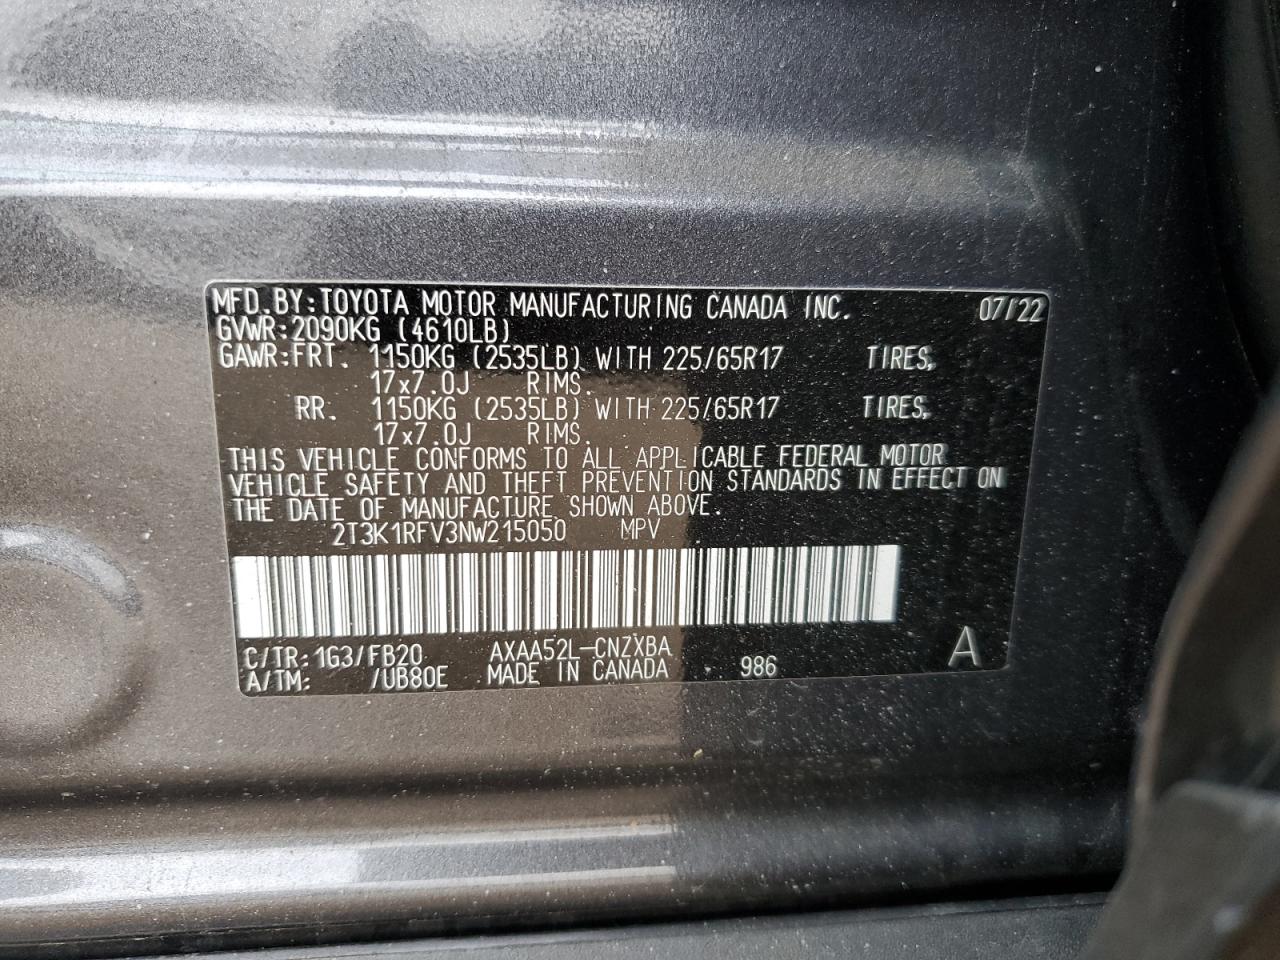 MFD.BY:TOYOTA MOTOR MANUFACTURING CANADA INC. 07/22
GVWR:2090KG (4610LB)
GAWR:FRT. 1150KG (2535LB) WITH 225/65R17 TIRES,
17x7.0J RIMS.
RR. 1150KG (2535LB) WITH 225/65R17 TIRES,
17x7.0J RIMS.
THIS VEHICLE CONFORMS TO ALL APPLICABLE FEDERAL MOTOR
VEHICLE SAFETY AND THEFT PREVENTION STANDARDS IN EFFECT ON
THE DATE OF MANUFACTURE SHOWN ABOVE.
2T3K1RFV3NW215050 MPV
C/TR:1G3/FB20 AXAA52L-CNZXBA A
A/TM: /UB80E MADE IN CANADA 986